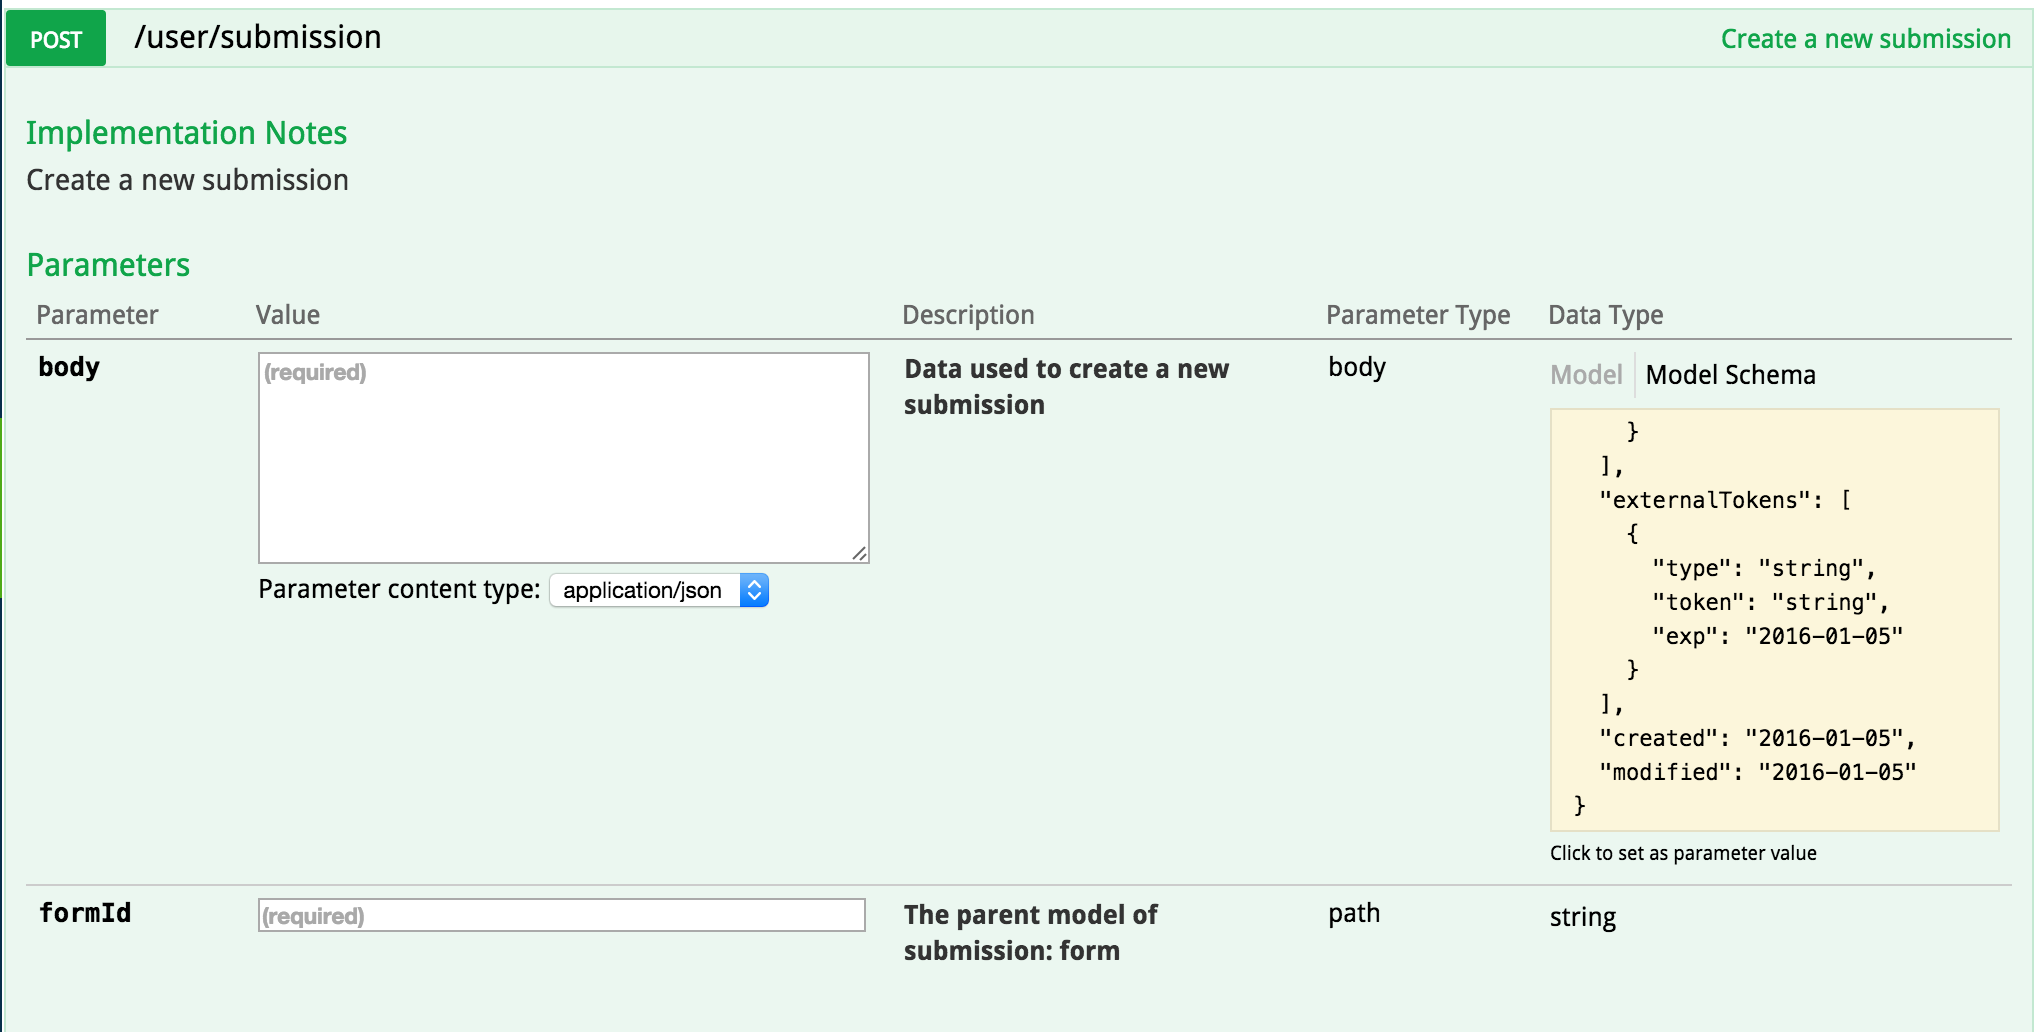 POST /user/submission Create a new submission
Implementation Notes
Create a new submission
Parameters
Parameter Value Description Parameter Type Data Type
body (required) Data used to create a new submission body Model Model Schema
}
],
"externalTokens": [
{
"type": "string",
"token": "string",
"exp": "2016-01-05"
}
],
"created": "2016-01-05",
"modified": "2016-01-05"
}
Parameter content type: application/json
Click to set as parameter value
formId (required) The parent model of submission: form path string